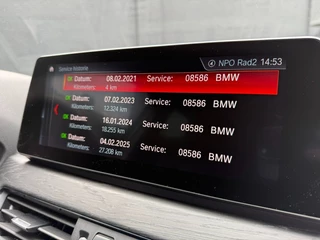 Service historie
NPO Rad2 14:53
OK Datum: 08.02.2021 Service: 08586 BMW
Kilometers: 4 km
OK Datum: 07.02.2023 Service: 08586 BMW
Kilometers: 12.324 km
OK Datum: 16.01.2024 Service: 08586 BMW
Kilometers: 18.255 km
OK Datum: 04.02.2025 Service: 08586 BMW
Kilometers: 27.208 km